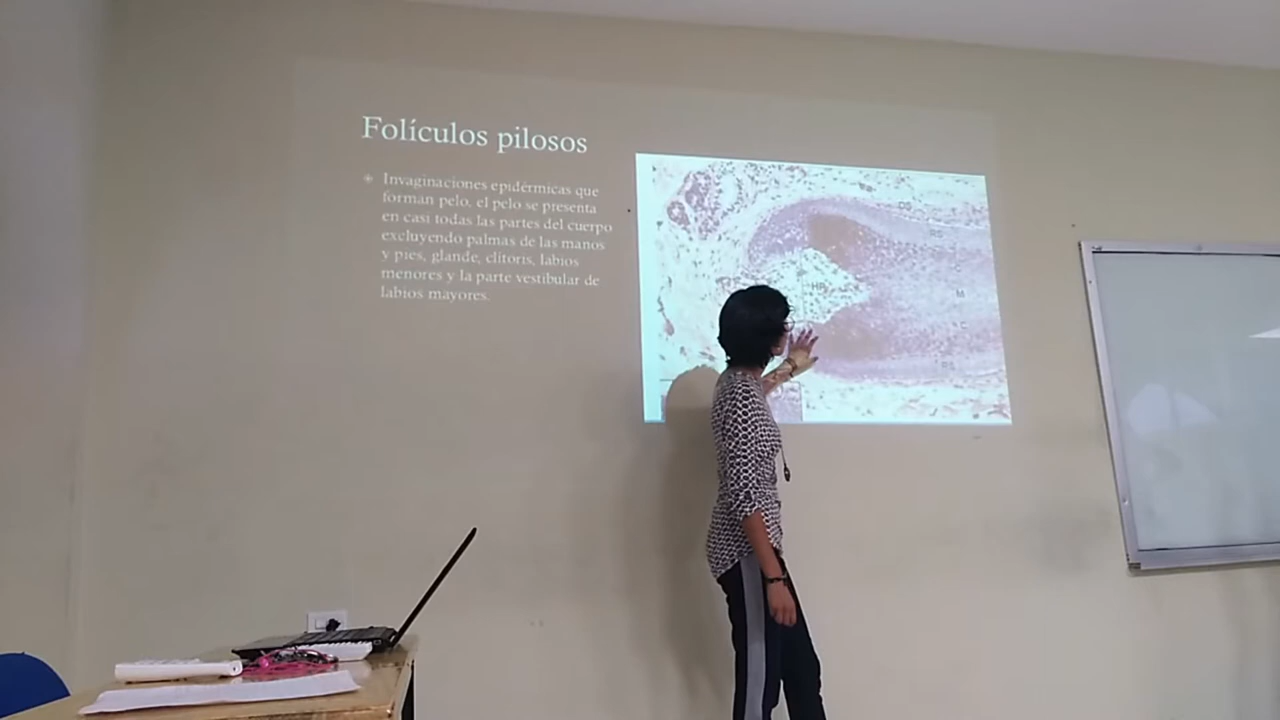 Folículos pilosos
Invaginaciones epidérmicas que
forman pelo, el pelo se presenta
en casi todas las partes del cuerpo
excluyendo palmas de las manos
y pies, glande, clítoris, labios
menores y la parte vestibular de
labios mayores.
HP
M